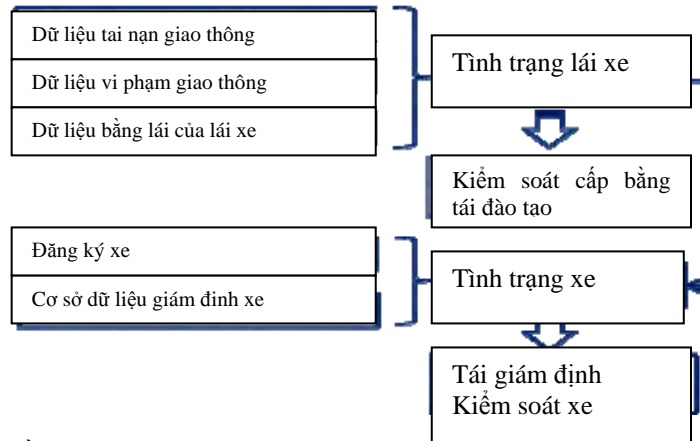 Dữ liệu tai nạn giao thông
Dữ liệu vi phạm giao thông
Dữ liệu bằng lái của lái xe
Tình trạng lái xe
Kiểm soát cấp bằng
tái đào tạo
Đăng ký xe
Cơ sở dữ liệu giám đinh xe
Tình trạng xe
Tái giám định
Kiểm soát xe